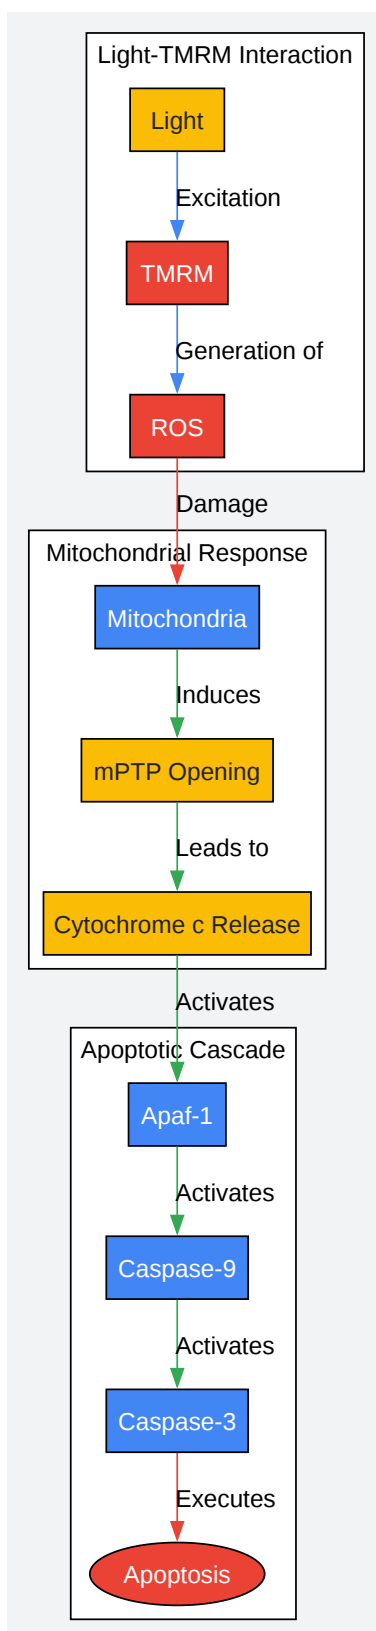 Light-TMRM Interaction
Light
Excitation
TMRM
Generation of
ROS
Damage
Mitochondrial Response
Mitochondria
Induces
mPTP Opening
Leads to
Cytochrome c Release
Activates
Apoptotic Cascade
Apaf-1
Activates
Caspase-9
Activates
Caspase-3
Executes
Apoptosis